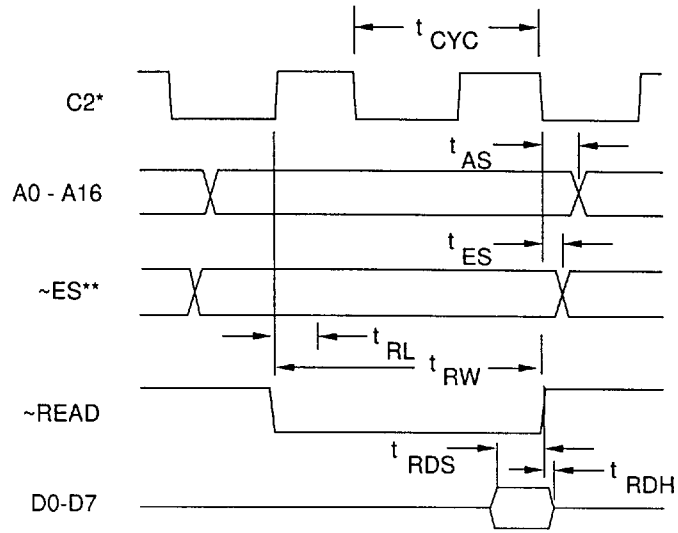 t CYC
C2*
t AS
A0 - A16
t ES
~ES**
t RL
t RW
~READ
t RDS
t RDH
D0-D7